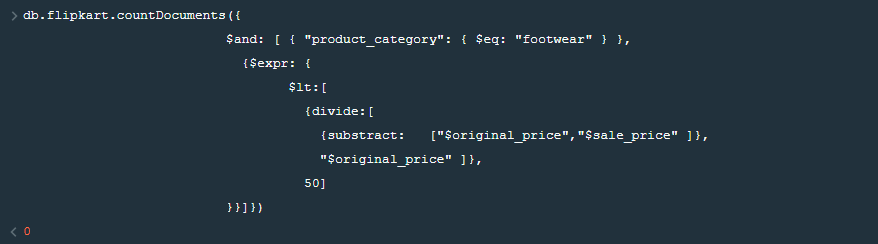 > db.flipkart.countDocuments({
$and: [ { "product_category": { $eq: "footwear" } },
{$expr: {
$lt:[
{divide:[
{substract: ["$original_price","$sale_price" ]},
"$original_price" ]},
50]
}}]})
< 0